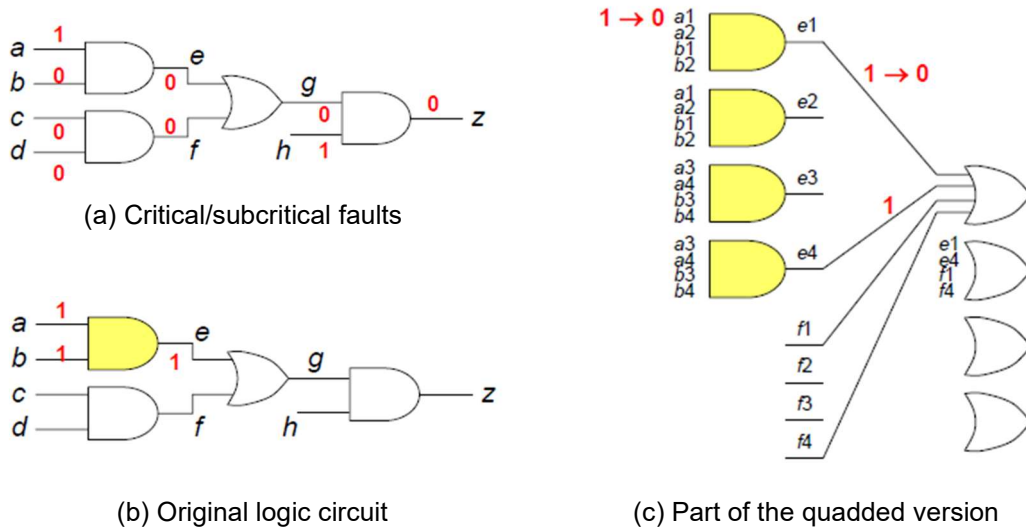 1
a
e
b
0
0
g
0
c
0
0
0
z
d
f
h
1
0
(a) Critical/subcritical faults
a
1
e
b
1
1
g
c
z
d
f
h
(b) Original logic circuit
1 → 0
a1
a2
b1
b2
e1
1 → 0
a1
a2
b1
b2
e2
a3
a4
b3
b4
e3
1
a3
a4
b3
b4
e4
e1
e4
f1
f4
f1
f2
f3
f4
(c) Part of the quadded version